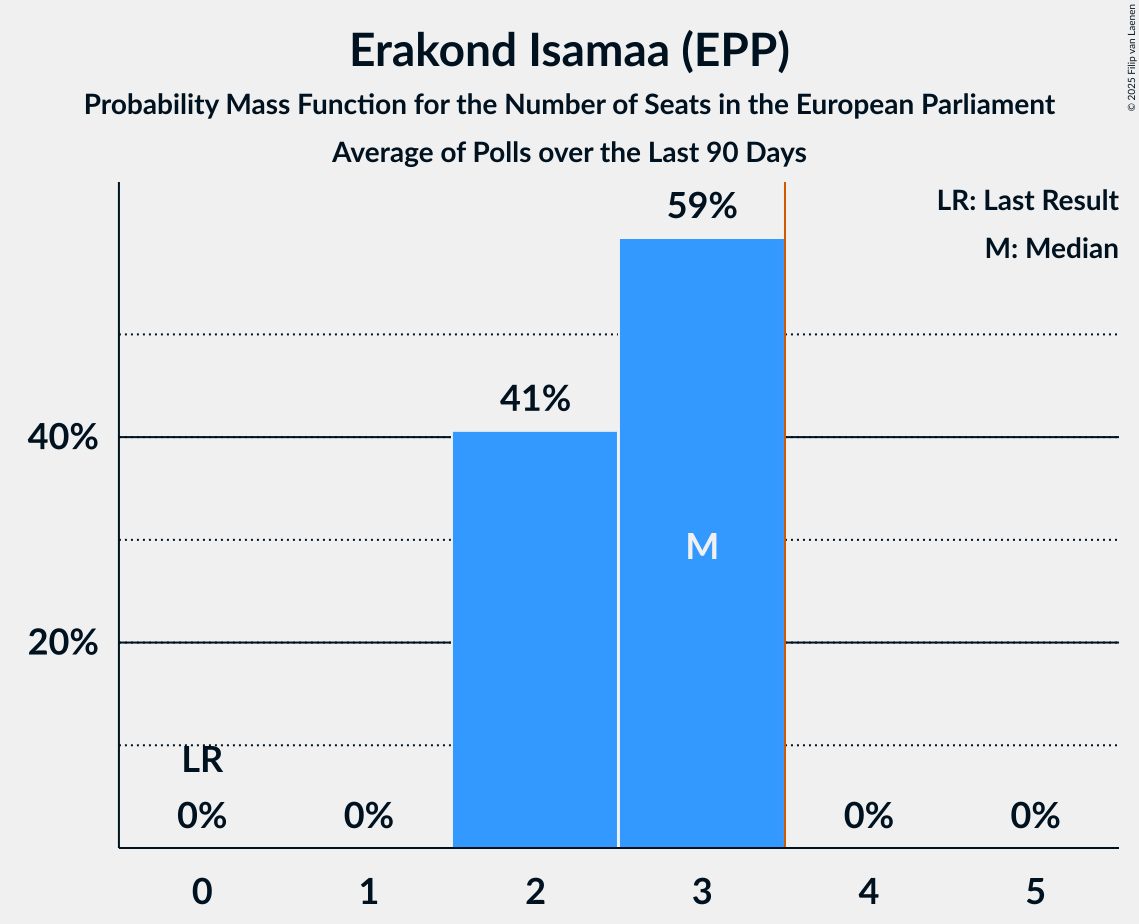 Erakond Isamaa (EPP)
Probability Mass Function for the Number of Seats in the European Parliament
Average of Polls over the Last 90 Days
© 2025 Filip van Laenen
LR: Last Result
M: Median
59%
41%
40%
M
20%
LR
0%
0%
0%
0%
0
1
2
3
4
5